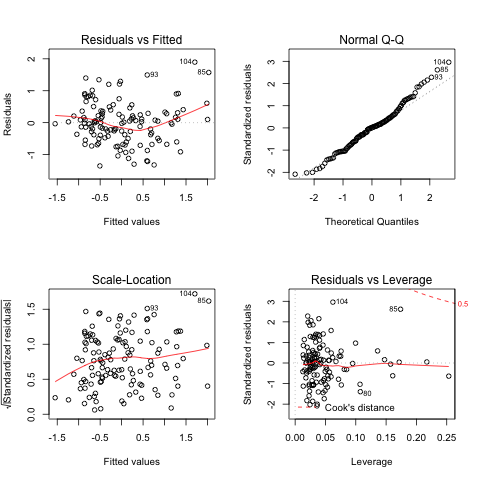 Residuals vs Fitted
Residuals
-1 0 1 2
104
85
93
-1.5 -0.5 0.5 1.5
Fitted values
Normal Q-Q
Standardized residuals
-2 -1 0 1 2 3
104
85
93
-2 -1 0 1 2
Theoretical Quantiles
Scale-Location
√|Standardized residuals|
0.0 0.5 1.0 1.5
104
85
93
-1.5 -0.5 0.5 1.5
Fitted values
Residuals vs Leverage
Standardized residuals
-2 -1 0 1 2 3
104
85
0.5
80
Cook's distance
0.00 0.05 0.10 0.15 0.20 0.25
Leverage